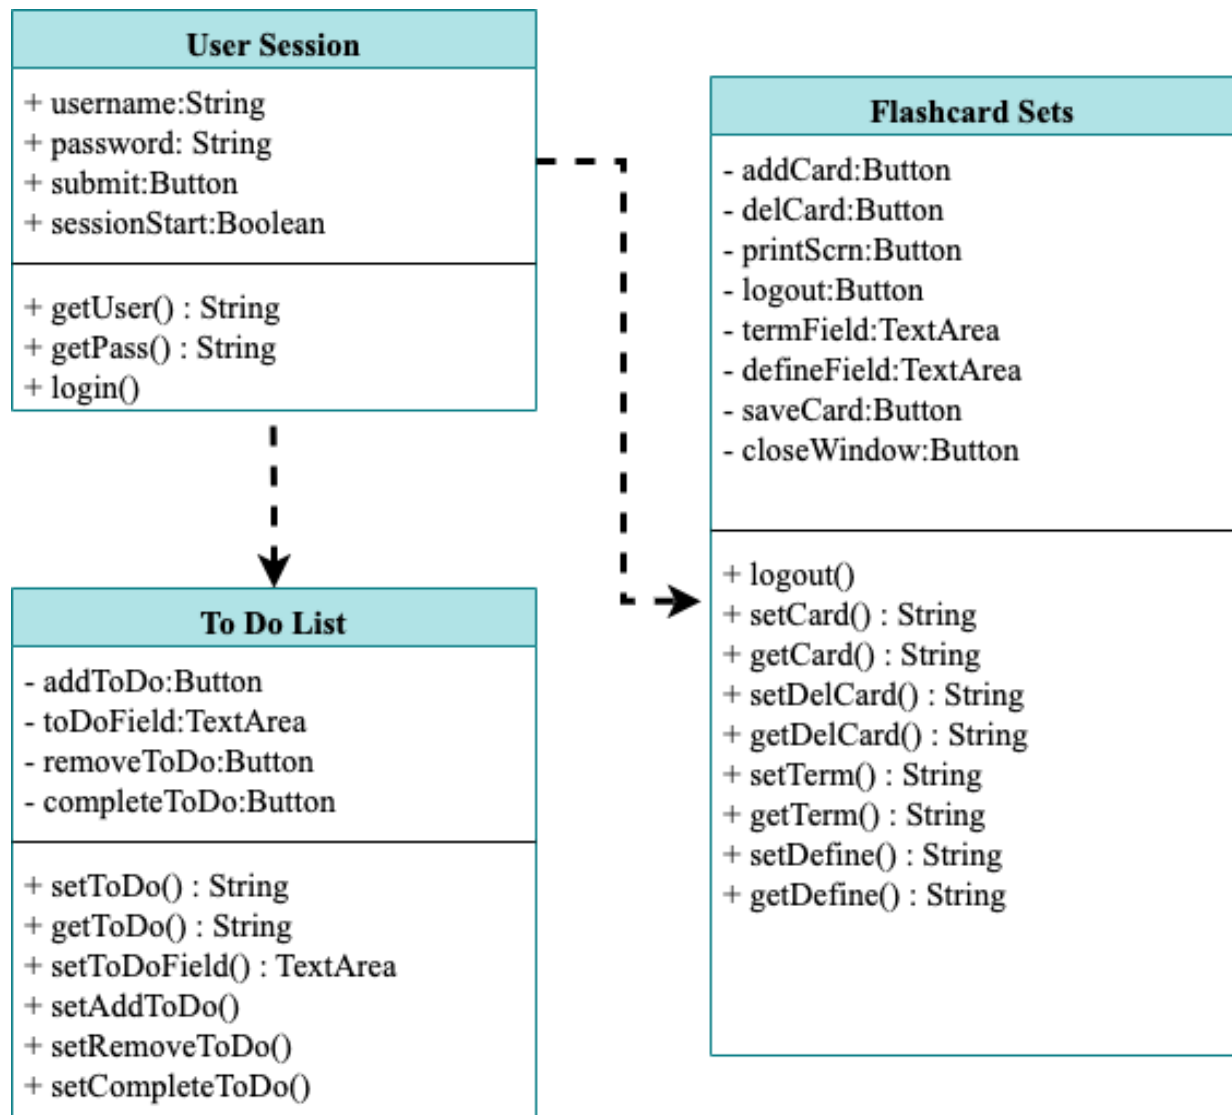 User Session
+ username:String
+ password: String
+ submit:Button
+ sessionStart:Boolean
+ getUser() : String
+ getPass() : String
+ login()
To Do List
- addToDo:Button
- toDoField:TextArea
- removeToDo:Button
- completeToDo:Button
+ setToDo() : String
+ getToDo() : String
+ setToDoField() : TextArea
+ setAddToDo()
+ setRemoveToDo()
+ setCompleteToDo()
Flashcard Sets
- addCard:Button
- delCard:Button
- printScrn:Button
- logout:Button
- termField:TextArea
- defineField:TextArea
- saveCard:Button
- closeWindow:Button
+ logout()
+ setCard() : String
+ getCard() : String
+ setDelCard() : String
+ getDelCard() : String
+ setTerm() : String
+ getTerm() : String
+ setDefine() : String
+ getDefine() : String